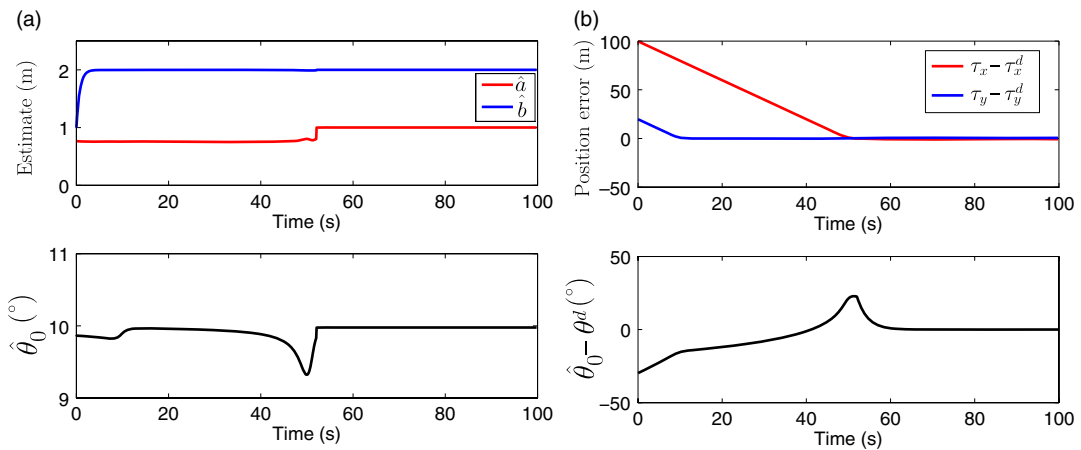 (a)
Estimate (m)
2
1
0
â
b̂
0 20 40 60 80 100
Time (s)
θ̂₀ (°)
11
10
9
0 20 40 60 80 100
Time (s)
(b)
Position error (m)
100
50
0
−50
τₓ − τₓᵈ
τ_y − τ_yᵈ
0 20 40 60 80 100
Time (s)
θ̂₀ − θᵈ (°)
50
0
−50
0 20 40 60 80 100
Time (s)